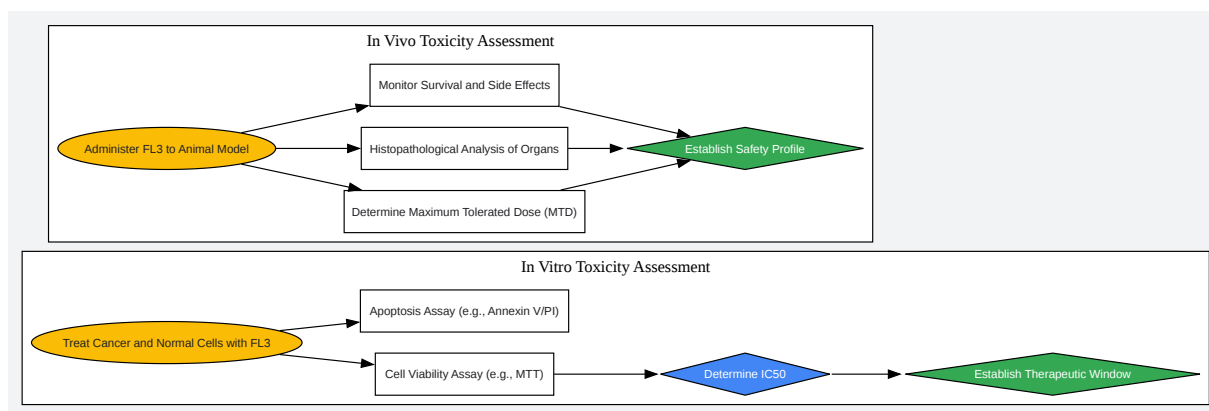 In Vivo Toxicity Assessment
Monitor Survival and Side Effects
Administer FL3 to Animal Model
Histopathological Analysis of Organs
Establish Safety Profile
Determine Maximum Tolerated Dose (MTD)
In Vitro Toxicity Assessment
Apoptosis Assay (e.g., Annexin V/PI)
Treat Cancer and Normal Cells with FL3
Cell Viability Assay (e.g., MTT)
Determine IC50
Establish Therapeutic Window